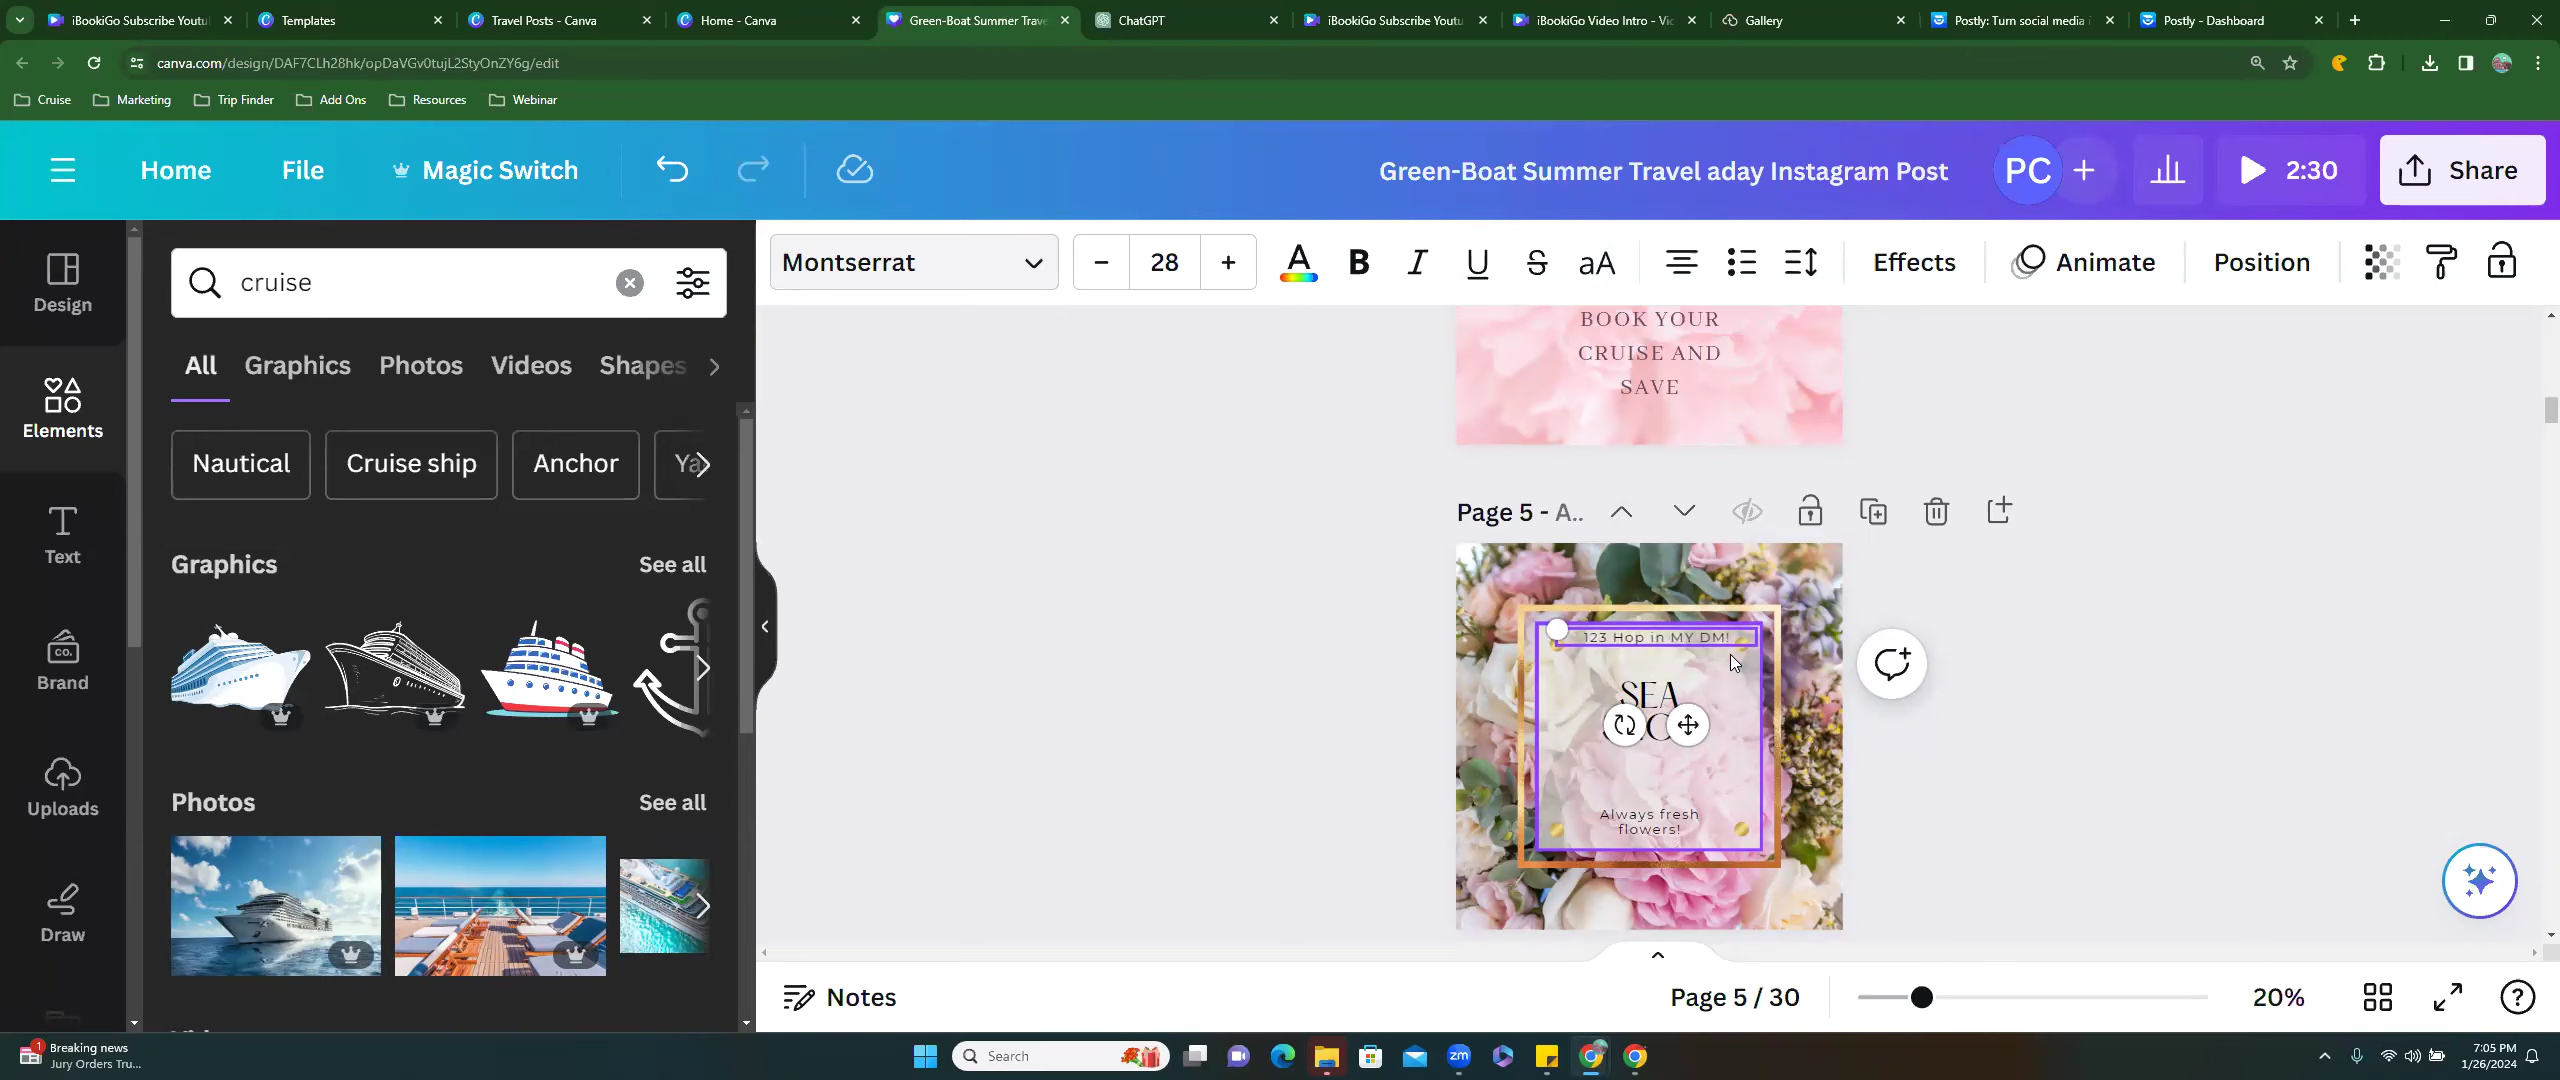 iBookiGo Subscribe Youtu
Templates
Travel Posts - Canva
Home - Canva
Green-Boat Summer Trave
ChatGPT
iBookiGo Subscribe Youtu
iBookiGo Video Intro - Vic
Gallery
Postly: Turn social media i
Postly - Dashboard
canva.com/design/DAF7CLh28hk/opDaVGv0tujL2StyOnZY6g/edit
Cruise
Marketing
Trip Finder
Add Ons
Resources
Webinar
Home
File
Magic Switch
Green-Boat Summer Travel aday Instagram Post
PC
2:30
Share
Design
Elements
Text
Brand
Uploads
Draw
cruise
All
Graphics
Photos
Videos
Shapes
Nautical
Cruise ship
Anchor
Ya
Graphics
See all
Photos
See all
Montserrat
28
B
I
U
S
aA
Effects
Animate
Position
BOOK YOUR
CRUISE AND
SAVE
Page 5 - A..
123 Hop in MY DM!
SEA
Always fresh
flowers!
Notes
Page 5 / 30
20%
1
Breaking news
Jury Orders Tru...
Search
zm
7:05 PM
1/26/2024